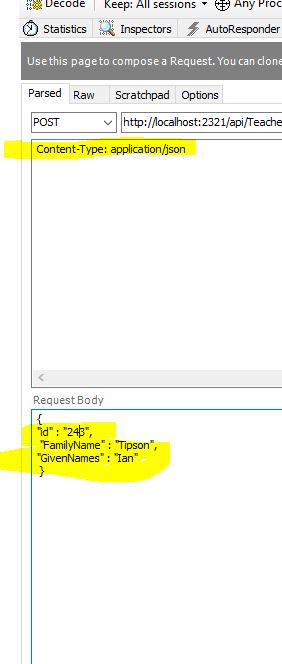 Decode Keep: All sessions Any Proc
Statistics Inspectors AutoResponder
Use this page to compose a Request. You can clone
Parsed Raw Scratchpad Options
POST http://localhost:2321/api/Teache
Content-Type: application/json
Request Body
{
"id" : "243",
"FamilyName" : "Tipson",
"GivenNames" : "Ian"
}